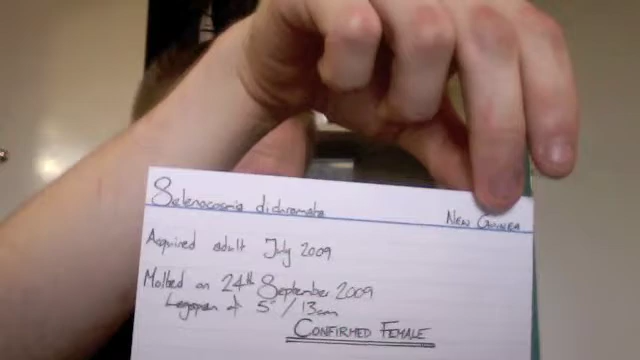 Selenocosmia dichromata
New Guinea
Acquired adult July 2009
Molted on 24th September 2009
Legspan of 5" / 13cm
CONFIRMED FEMALE